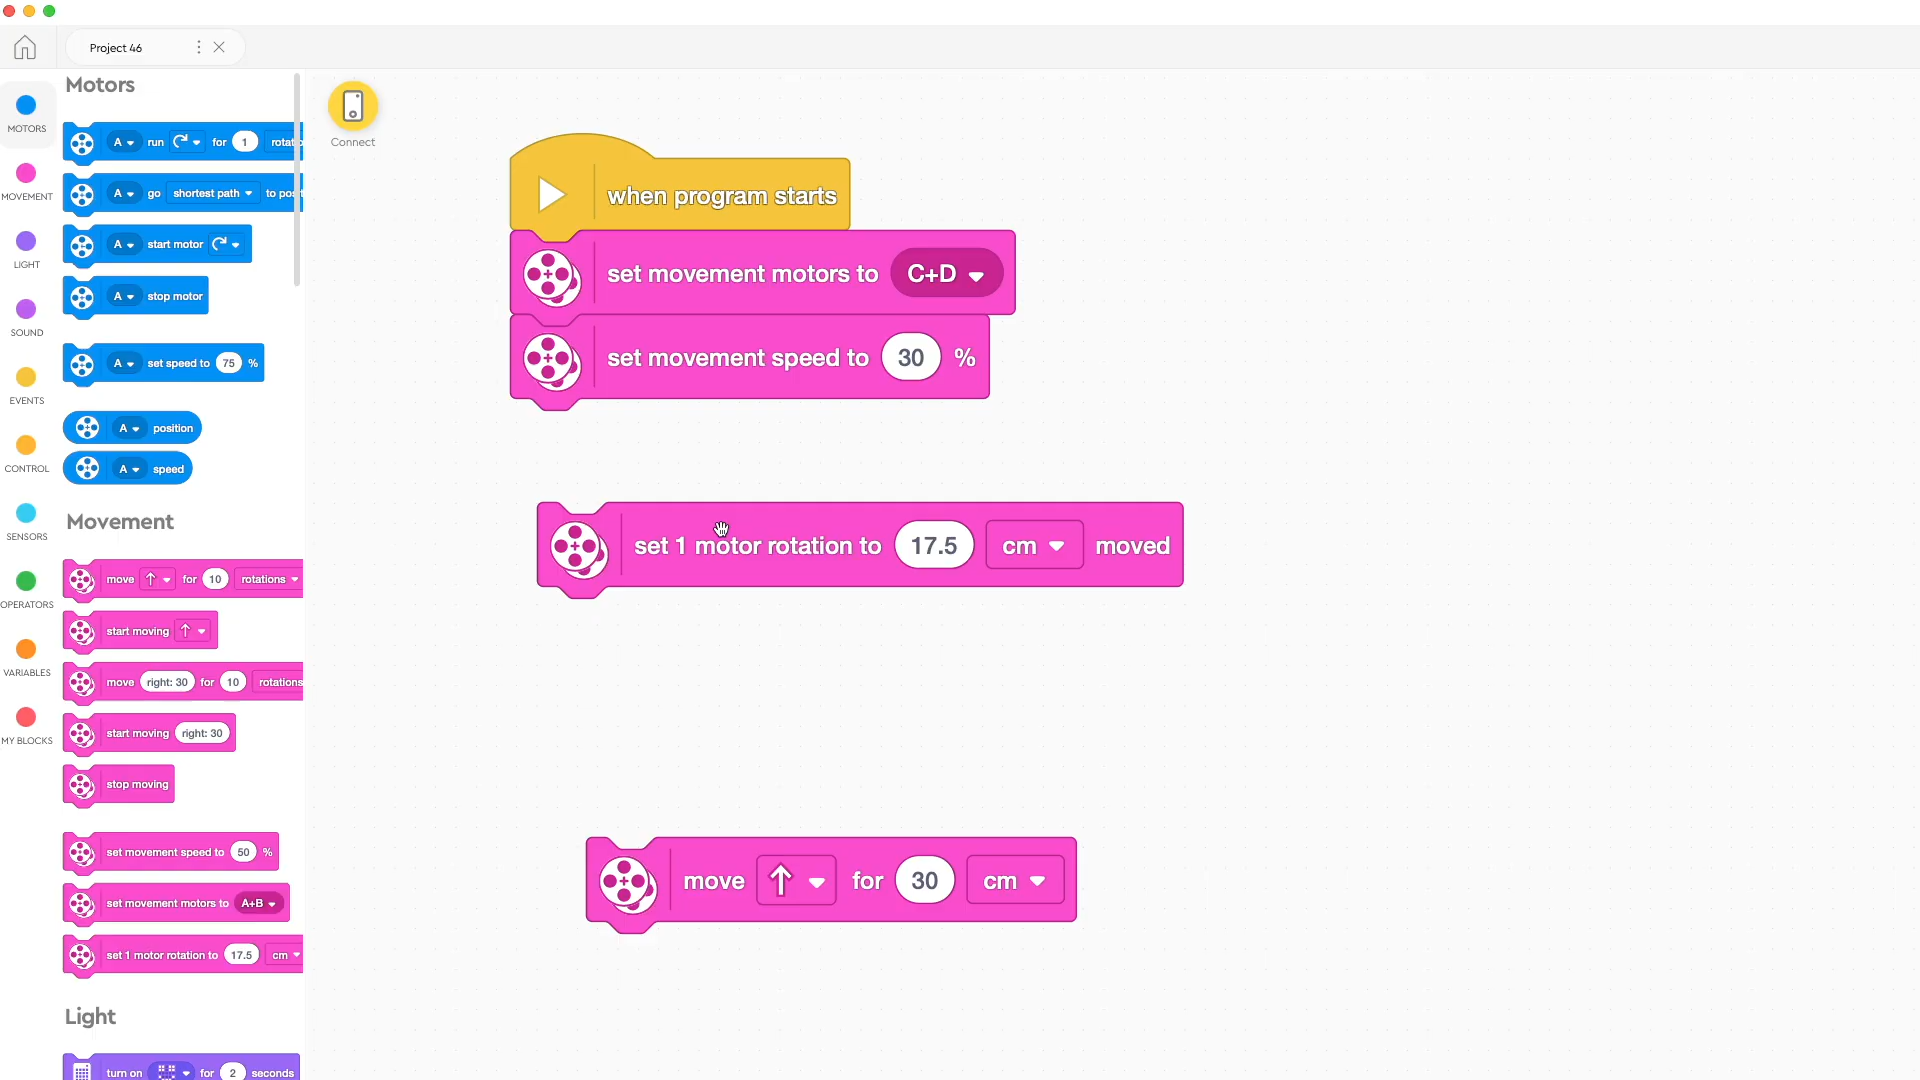 Project 46
MOTORS
MOVEMENT
LIGHT
SOUND
EVENTS
CONTROL
SENSORS
OPERATORS
VARIABLES
MY BLOCKS
Motors
A run for 1
A go shortest path to
A start motor
A stop motor
A set speed to 75 %
A position
A speed
Movement
move for 10 rotations
start moving
move right: 30 for 10 rotations
start moving right: 30
stop moving
set movement speed to 50 %
set movement motors to A+B
set 1 motor rotation to 17.5 cm
Light
turn on for 2 seconds
Connect
when program starts
set movement motors to C+D
set movement speed to 30 %
set 1 motor rotation to 17.5 cm moved
move for 30 cm